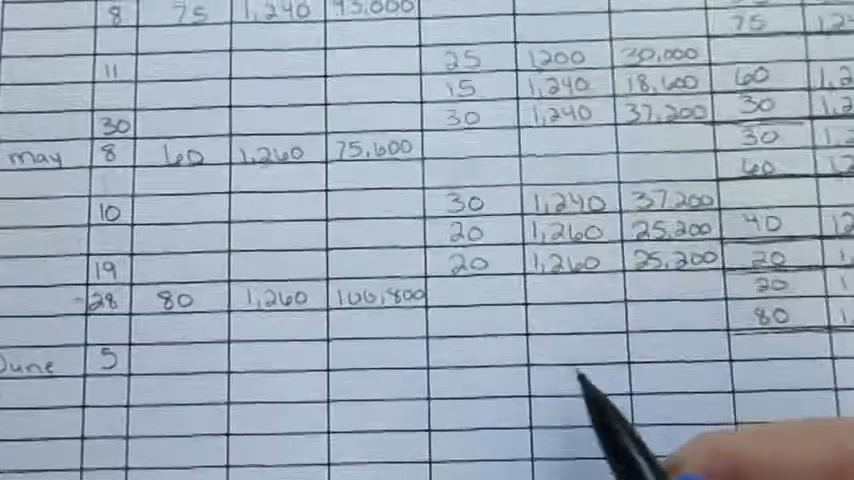 8 75 1,240 93,000
75
25 1200 30,000
11 15 1,240 18,600 60
30 30 1,240 37,200 30
30
may 8 60 1,260 75,600
60
10 30 1,240 37200
20 1,260 25,200 40
19 20 1,260 25,200 20
20
28 80 1,260 100,800
80
June 5